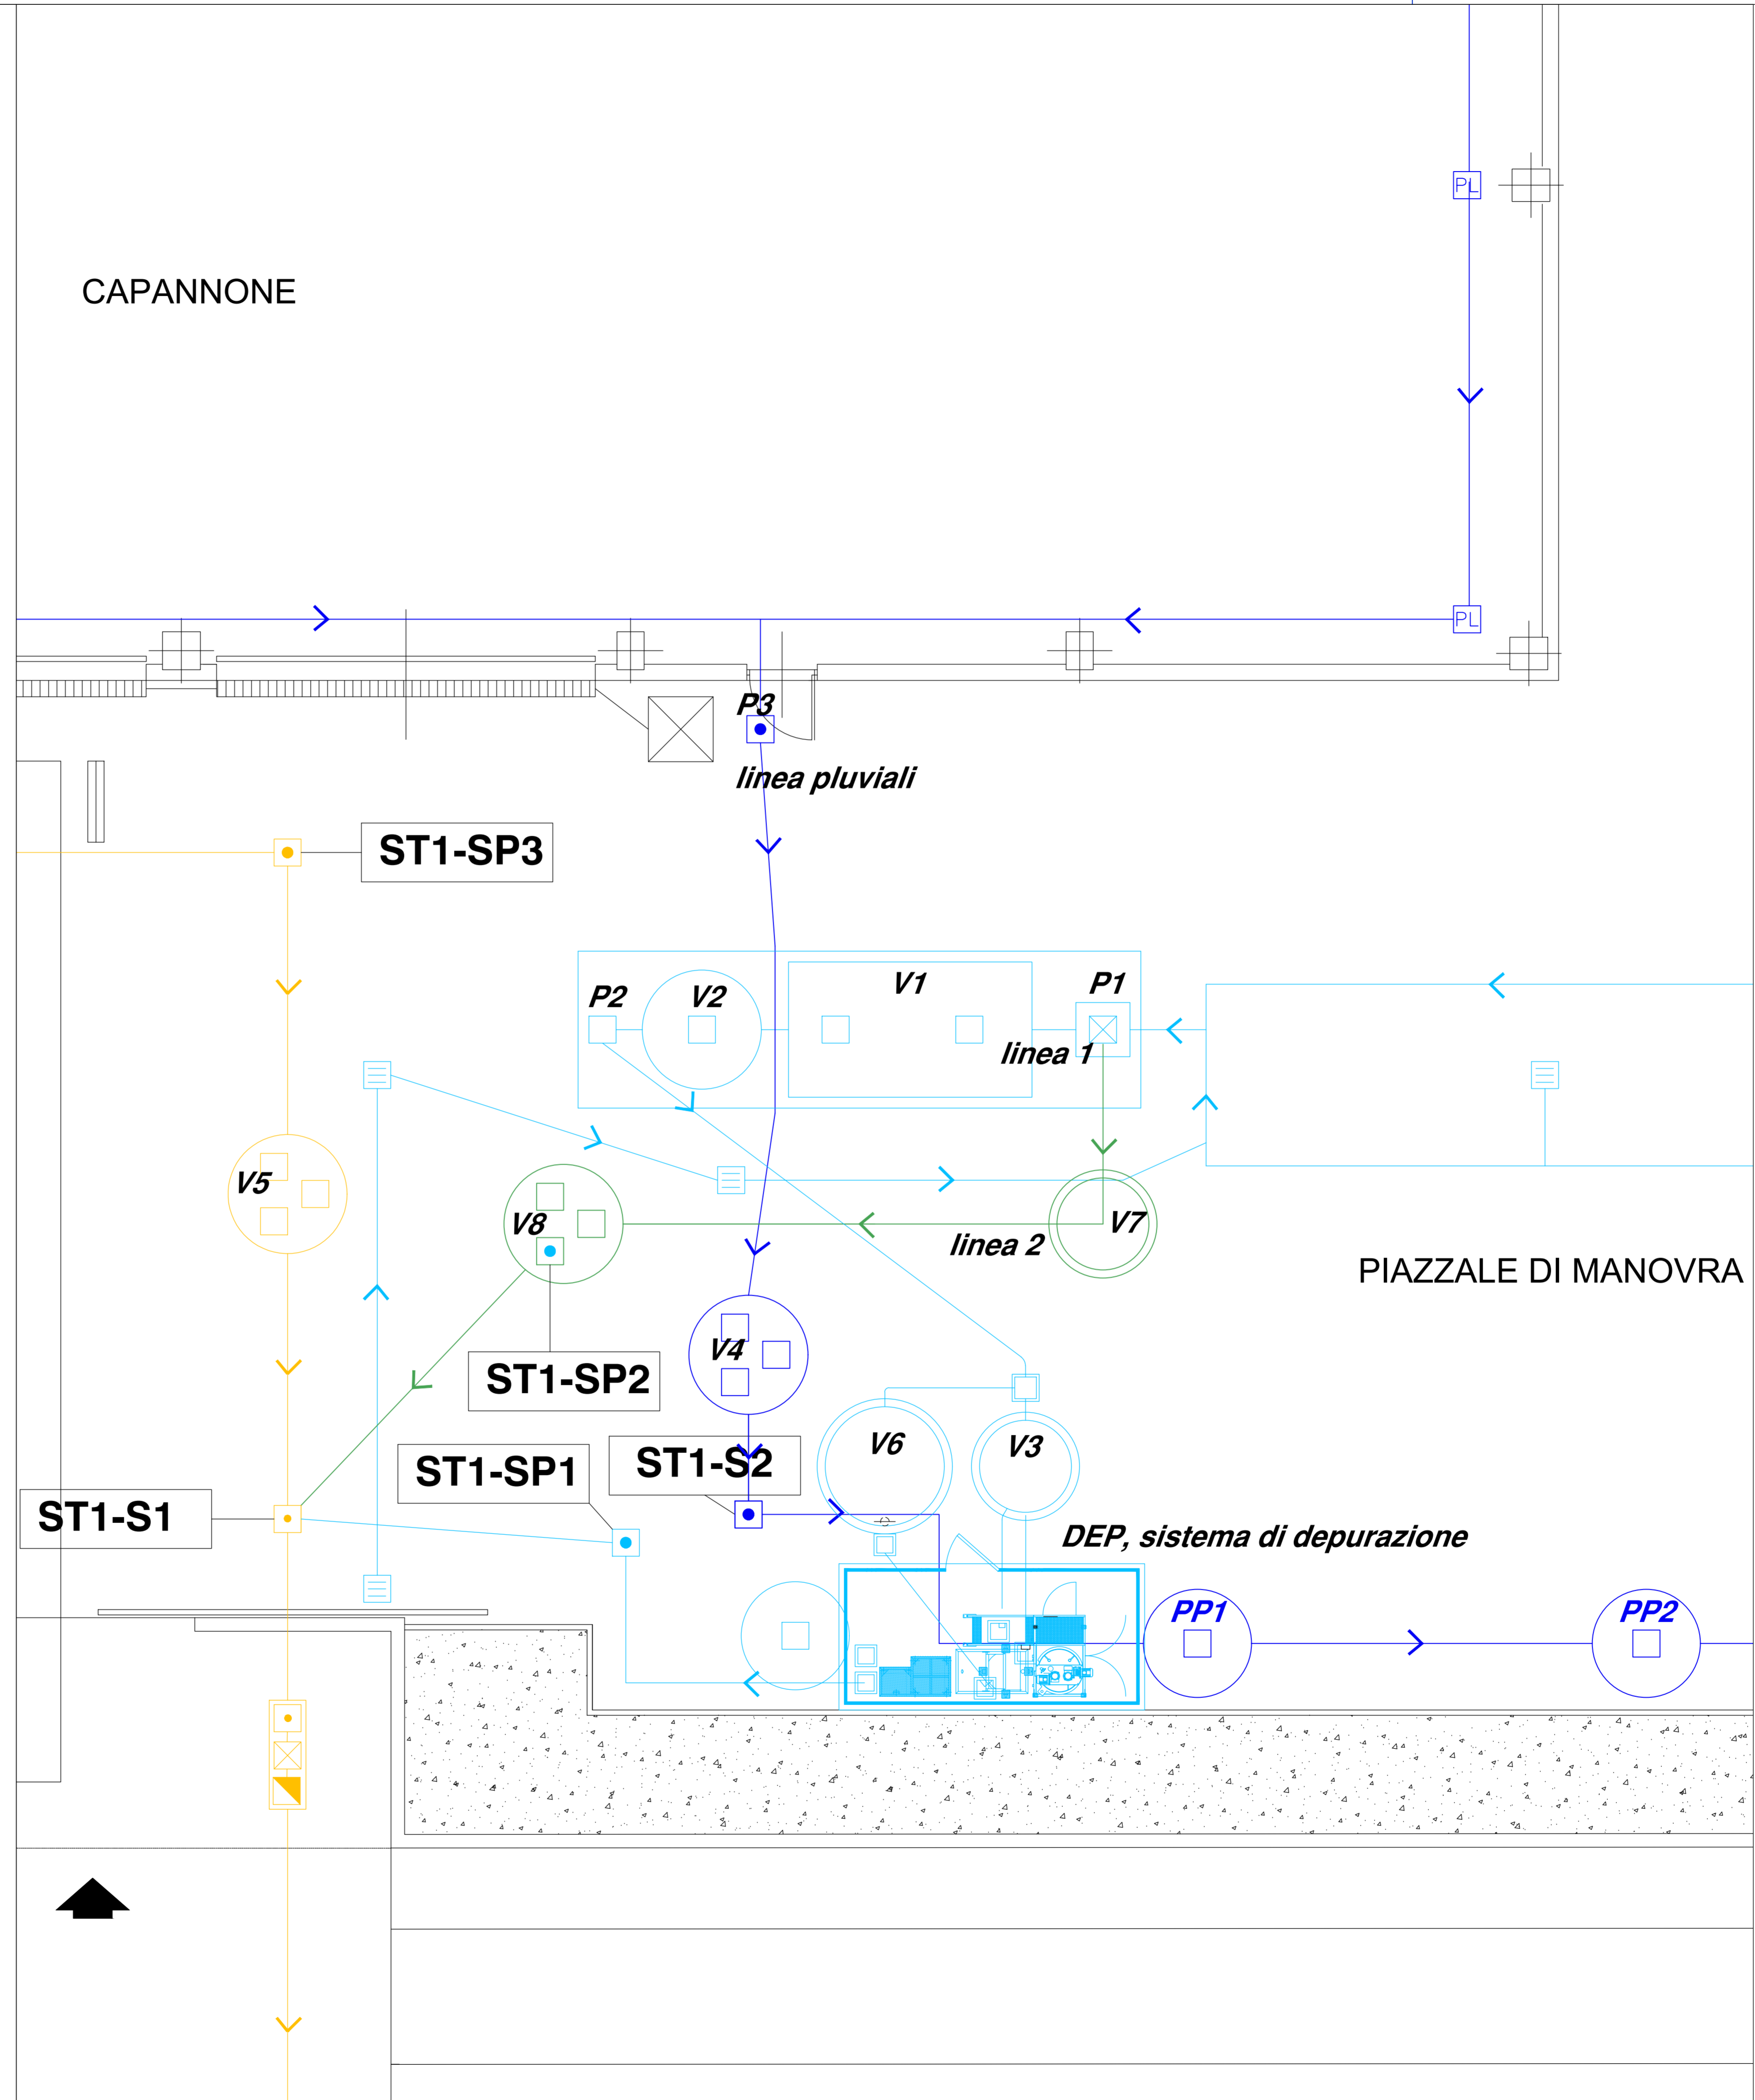 PL
CAPANNONE
PL
P3
linea pluviali
ST1-SP3
P2
V2
V1
P1
linea 1
V5
V8
V7
linea 2
PIAZZALE DI MANOVRA
V4
ST1-SP2
V6
V3
ST1-SP1
ST1-S2
ST1-S1
DEP, sistema di depurazione
PP1
PP2